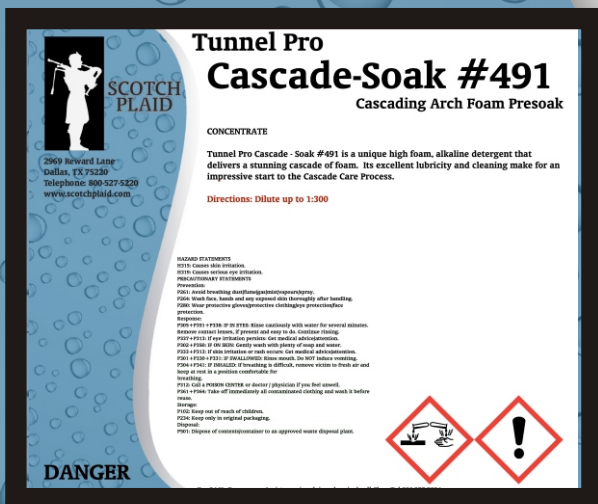 Tunnel Pro
Cascade-Soak #491
Cascading Arch Foam Presoak
SCOTCH
PLAID
2969 Reward Lane
Dallas, TX 75220
Telephone: 800-527-5220
www.scotchplaid.com
CONCENTRATE
Tunnel Pro Cascade - Soak #491 is a unique high foam, alkaline detergent that
delivers a stunning cascade of foam. Its excellent lubricity and cleaning make for an
impressive start to the Cascade Care Process.
Directions: Dilute up to 1:300
HAZARD STATEMENTS
H315: Causes skin irritation.
H319: Causes serious eye irritation.
PRECAUTIONARY STATEMENTS
Prevention:
P261: Avoid breathing dust/fume/gas/mist/vapours/spray.
P264: Wash face, hands and any exposed skin thoroughly after handling.
P280: Wear protective gloves/protective clothing/eye protection/face
protection.
Response:
P305+P351+P338: IF IN EYES: Rinse cautiously with water for several minutes.
Remove contact lenses, if present and easy to do. Continue rinsing.
P337+P313: If eye irritation persists: Get medical advice/attention.
P302+P350: IF ON SKIN: Gently wash with plenty of soap and water.
P333+P313: If skin irritation or rash occurs: Get medical advice/attention.
P301+P330+P331: IF SWALLOWED: Rinse mouth. Do NOT induce vomiting.
P304+P341: IF INHALED: If breathing is difficult, remove victim to fresh air and
keep at rest in a position comfortable for
breathing.
P312: Call a POISON CENTER or doctor / physician if you feel unwell.
P361+P364: Take off immediately all contaminated clothing and wash it before
reuse.
Storage:
P102: Keep out of reach of children.
P234: Keep only in original packaging.
Disposal:
P501: Dispose of contents/container to an approved waste disposal plant.
DANGER